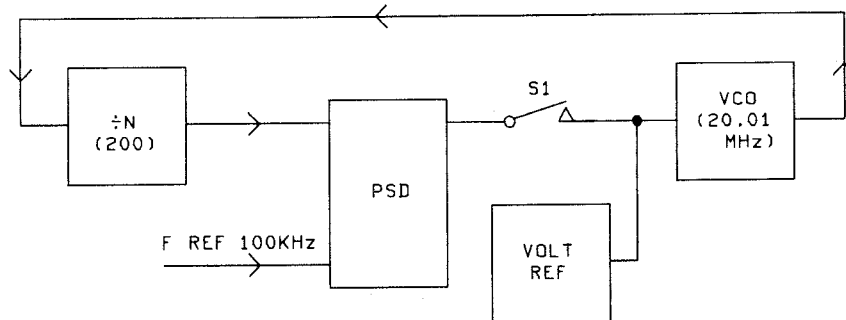 S1
÷N
(200)
VCO
(20.01
MHz)
PSD
F REF 100KHz
VOLT
REF